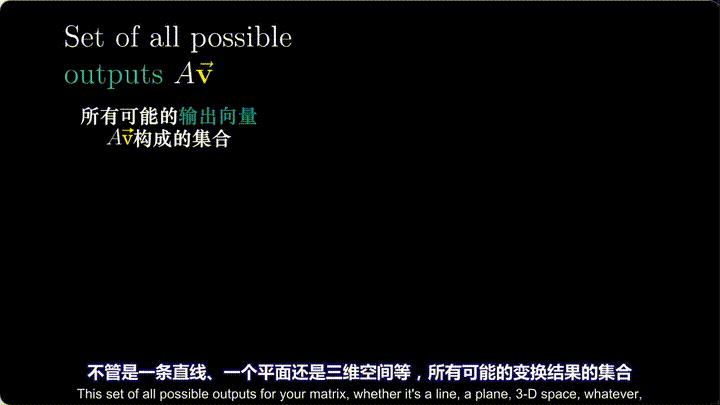 Set of all possible
outputs A\vec{v}
所有可能的输出向量
A\vec{v}构成的集合
不管是一条直线、一个平面还是三维空间等，所有可能的变换结果的集合
This set of all possible outputs for your matrix, whether it's a line, a plane, 3-D space, whatever,